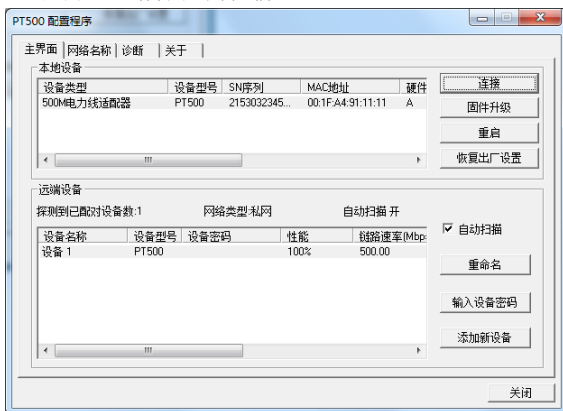 PT500 配置程序
主界面 网络名称 诊断 关于
本地设备
设备类型 设备型号 SN序列 MAC地址 硬件
500M电力线适配器 PT500 2153032345... 00:1F:A4:91:11:11 A
连接
固件升级
重启
恢复出厂设置
远端设备
探测到已配对设备数:1 网络类型:私网 自动扫描:开
设备名称 设备型号 设备密码 性能 链路速率(Mbp:
设备 1 PT500 100% 500.00
自动扫描
重命名
输入设备密码
添加新设备
关闭